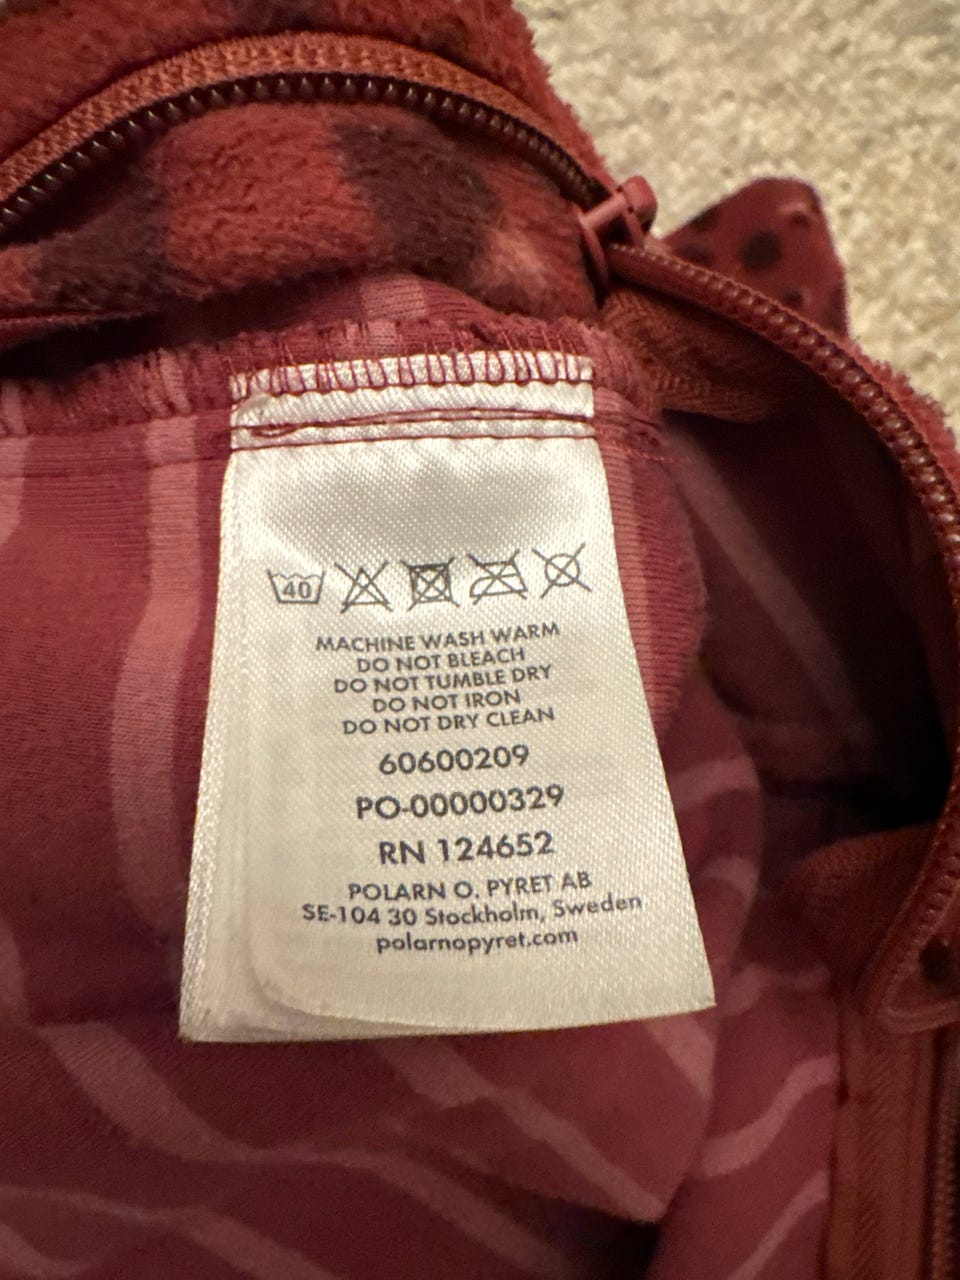 40
MACHINE WASH WARM
DO NOT BLEACH
DO NOT TUMBLE DRY
DO NOT IRON
DO NOT DRY CLEAN
60600209
PO-00000329
RN 124652
POLARN O. PYRET AB
SE-104 30 Stockholm, Sweden
polarnopyret.com